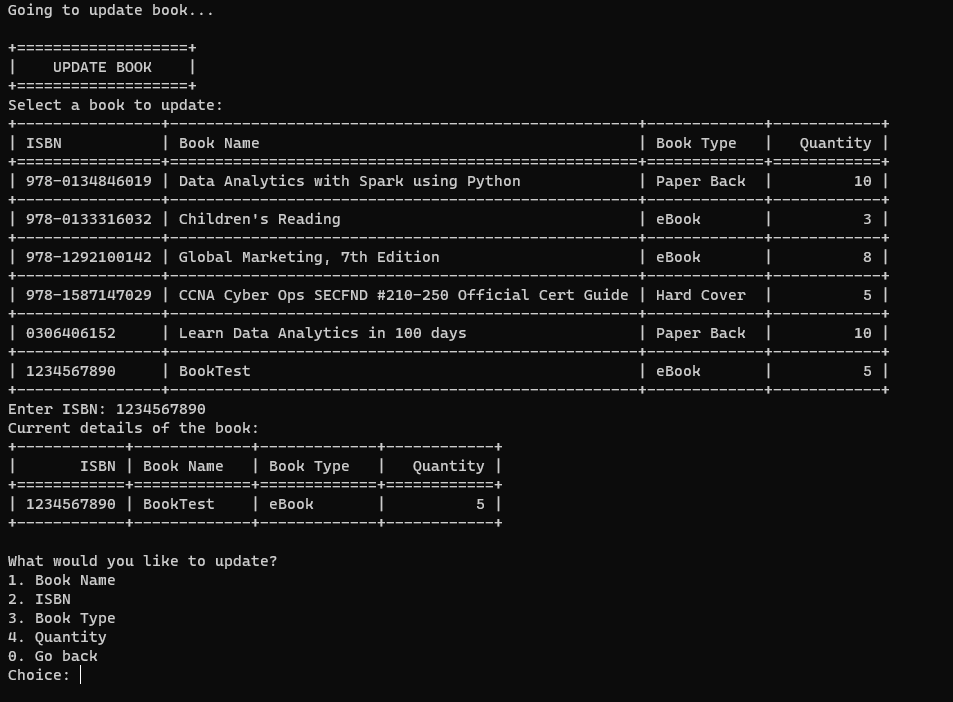 Going to update book...
+===================+
|    UPDATE BOOK    |
+===================+
Select a book to update:
+----------------+----------------------------------------------------+-------------+------------+
| ISBN           | Book Name                                          | Book Type   |   Quantity |
+================+====================================================+=============+============+
| 978-0134846019 | Data Analytics with Spark using Python             | Paper Back  |         10 |
+----------------+----------------------------------------------------+-------------+------------+
| 978-0133316032 | Children's Reading                                 | eBook       |          3 |
+----------------+----------------------------------------------------+-------------+------------+
| 978-1292100142 | Global Marketing, 7th Edition                      | eBook       |          8 |
+----------------+----------------------------------------------------+-------------+------------+
| 978-1587147029 | CCNA Cyber Ops SECFND #210-250 Official Cert Guide | Hard Cover  |          5 |
+----------------+----------------------------------------------------+-------------+------------+
| 0306406152     | Learn Data Analytics in 100 days                   | Paper Back  |         10 |
+----------------+----------------------------------------------------+-------------+------------+
| 1234567890     | BookTest                                           | eBook       |          5 |
+----------------+----------------------------------------------------+-------------+------------+
Enter ISBN: 1234567890
Current details of the book:
+------------+-------------+-------------+------------+
|       ISBN | Book Name   | Book Type   |   Quantity |
+============+=============+=============+============+
| 1234567890 | BookTest    | eBook       |          5 |
+------------+-------------+-------------+------------+
What would you like to update?
1. Book Name
2. ISBN
3. Book Type
4. Quantity
0. Go back
Choice: